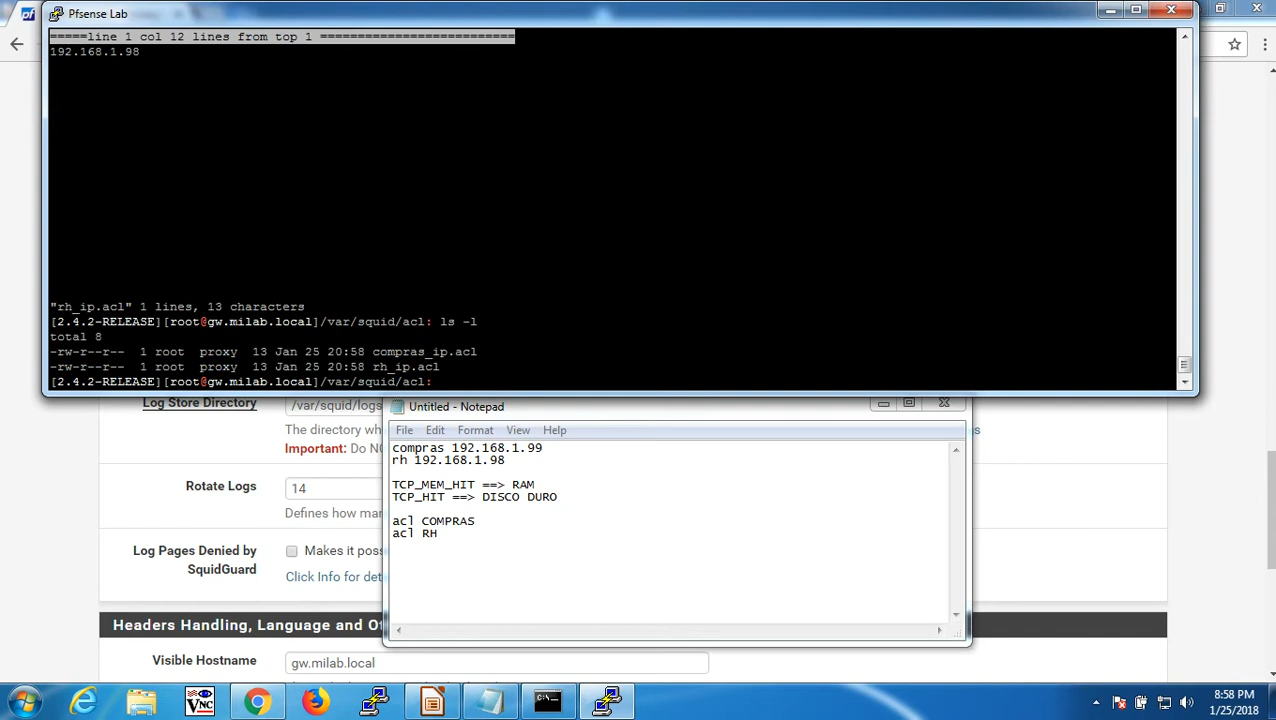 Pfsense Lab
=====line 1 col 12 lines from top 1 ==========================
192.168.1.98
"rh_ip.acl" 1 lines, 13 characters
[2.4.2-RELEASE][root@gw.milab.local]/var/squid/acl: ls -l
total 8
-rw-r--r--  1 root  proxy  13 Jan 25 20:58 compras_ip.acl
-rw-r--r--  1 root  proxy  13 Jan 25 20:58 rh_ip.acl
[2.4.2-RELEASE][root@gw.milab.local]/var/squid/acl:
Log Store Directory
/var/squid/logs
Untitled - Notepad
The directory wh
Important: Do NO
File Edit Format View Help
compras 192.168.1.99
rh 192.168.1.98
TCP_MEM_HIT ==> RAM
TCP_HIT ==> DISCO DURO
acl COMPRAS
acl RH
Rotate Logs
14
Defines how man
Log Pages Denied by
SquidGuard
Makes it poss
Click Info for det
Headers Handling, Language and Ot
Visible Hostname
gw.milab.local
8:58 PM
1/25/2018